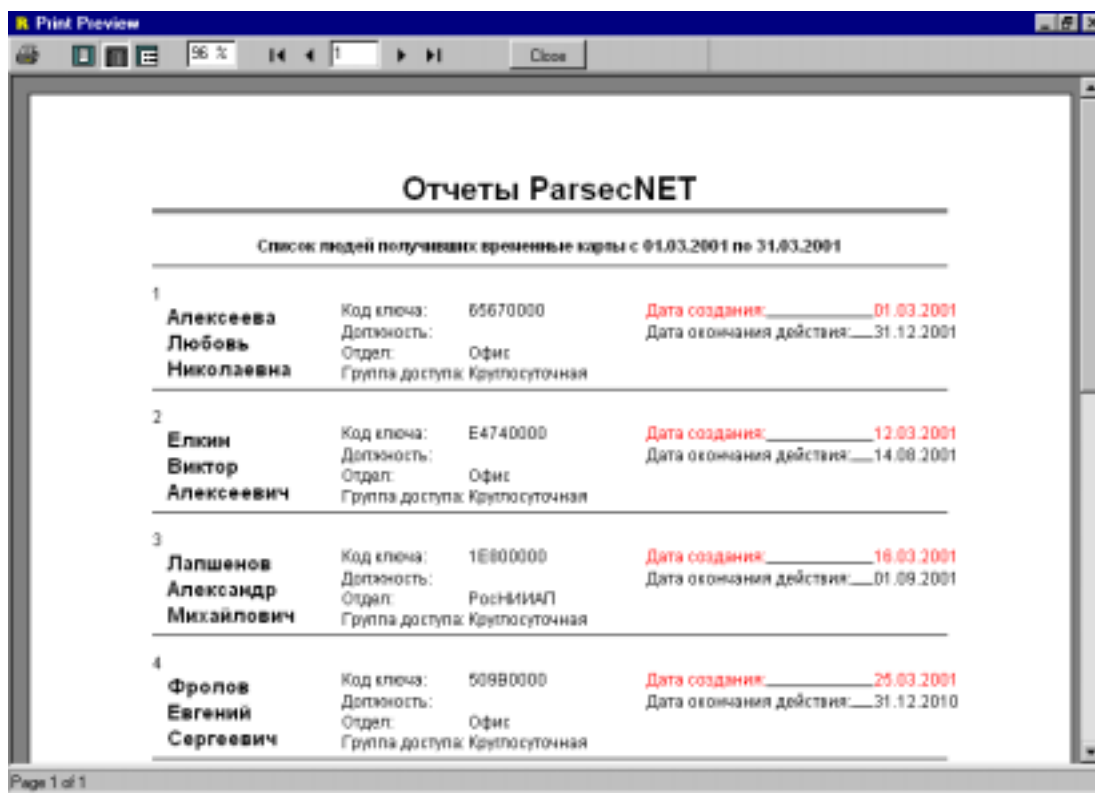 Print Preview
96 % 1 Close
Отчеты ParsecNET
Список людей получивших временные карты с 01.03.2001 по 31.03.2001
1
Алексеева Любовь Николаевна
Код ключа: 65670000
Должность:
Отдел: Офис
Группа доступа: Круглосуточная
Дата создания: 01.03.2001
Дата окончания действия: 31.12.2001
2
Елкин Виктор Алексеевич
Код ключа: E4740000
Должность:
Отдел: Офис
Группа доступа: Круглосуточная
Дата создания: 12.03.2001
Дата окончания действия: 14.08.2001
3
Лапшенов Александр Михайлович
Код ключа: 1E800000
Должность:
Отдел: РосНИИАП
Группа доступа: Круглосуточная
Дата создания: 16.03.2001
Дата окончания действия: 01.09.2001
4
Фролов Евгений Сергеевич
Код ключа: 509B0000
Должность:
Отдел: Офис
Группа доступа: Круглосуточная
Дата создания: 25.03.2001
Дата окончания действия: 31.12.2010
Page 1 of 1